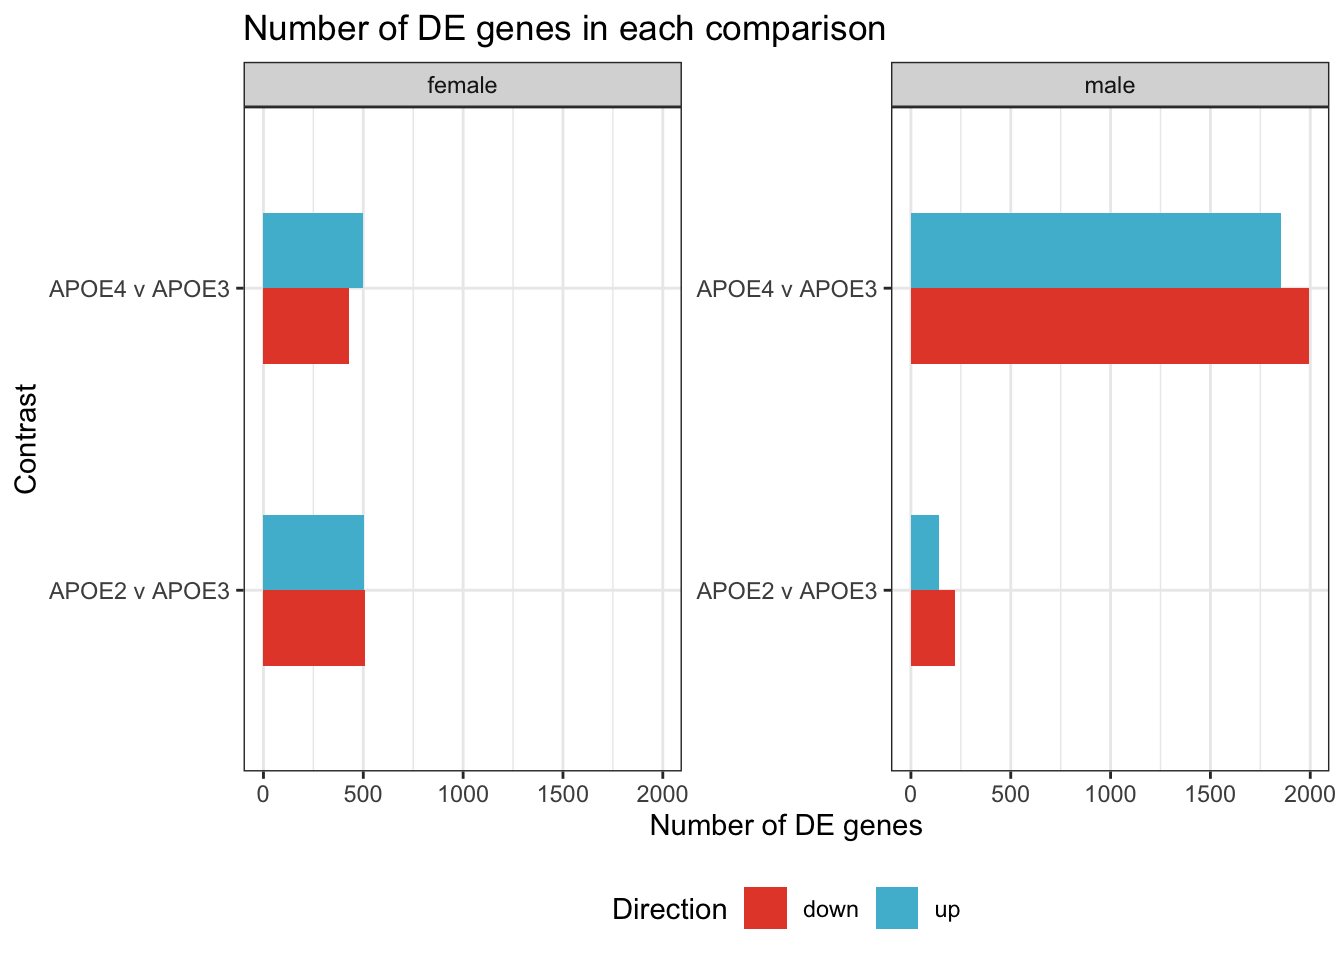 Number of DE genes in each comparison
female
male
APOE4 v APOE3
APOE4 v APOE3
Contrast
APOE2 v APOE3
APOE2 v APOE3
0 500 1000 1500 2000
0 500 1000 1500 2000
Number of DE genes
Direction down up